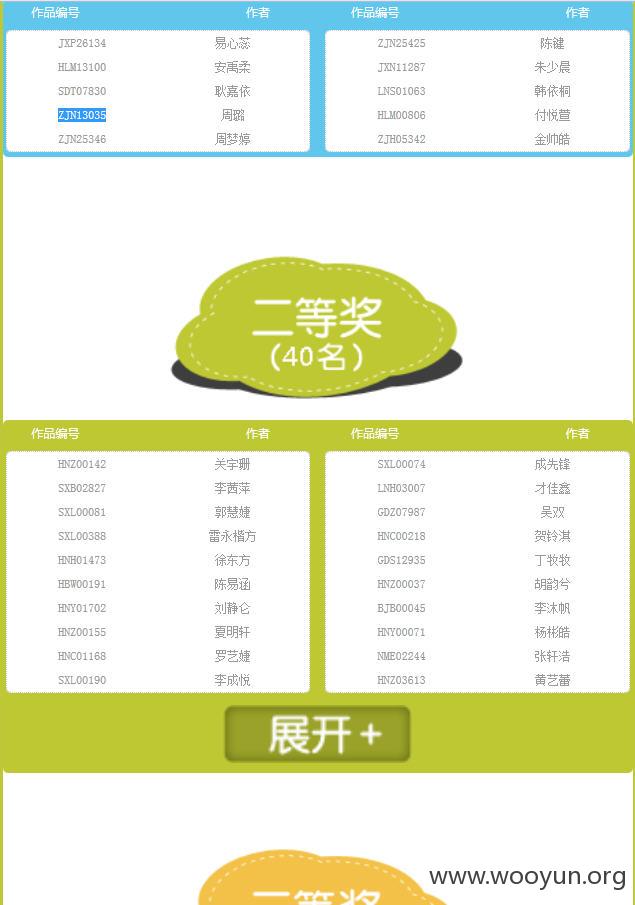 作品编号 作者 作品编号 作者
JXP26134 易心蕊 ZJN25425 陈键
HLM13100 安禹柔 JXN11287 朱少晨
SDT07830 耿嘉依 LNS01063 韩依桐
ZJN13035 周璐 HLM00806 付悦萱
ZJN25346 周梦婷 ZJH05342 金帅皓
二等奖
(40名)
作品编号 作者 作品编号 作者
HNZ00142 关宇珊 SXL00074 成先锋
SXB02827 李茜萍 LNH03007 才佳鑫
SXL00081 郭慧婕 GDZ07987 吴双
SXL00388 雷永楷方 HNC00218 贺铃淇
HNH01473 徐东方 GDS12935 丁牧牧
HBW00191 陈易涵 HNZ00037 胡韵兮
HNY01702 刘静仑 BJB00045 李沐帆
HNZ00155 夏明轩 HNY00071 杨彬皓
HNC01168 罗艺婕 NME02244 张轩浩
SXL00190 李成悦 HNZ03613 黄艺蕾
展开+
www.wooyun.org